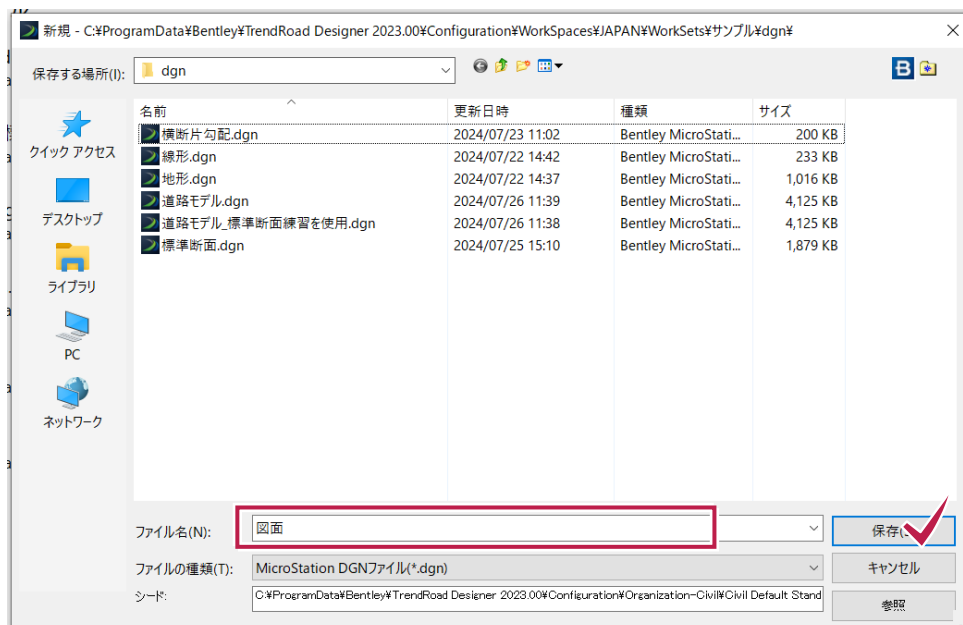 新規 - C:¥ProgramData¥Bentley¥TrendRoad Designer 2023.00¥Configuration¥WorkSpaces¥JAPAN¥WorkSets¥サンプル¥dgn¥
保存する場所(I): dgn
名前 更新日時 種類 サイズ
横断片勾配.dgn 2024/07/23 11:02 Bentley MicroStati... 200 KB
線形.dgn 2024/07/22 14:42 Bentley MicroStati... 233 KB
地形.dgn 2024/07/22 14:37 Bentley MicroStati... 1,016 KB
道路モデル.dgn 2024/07/26 11:39 Bentley MicroStati... 4,125 KB
道路モデル_標準断面練習を使用.dgn 2024/07/26 11:38 Bentley MicroStati... 4,125 KB
標準断面.dgn 2024/07/25 15:10 Bentley MicroStati... 1,879 KB
クイック アクセス
デスクトップ
ライブラリ
PC
ネットワーク
ファイル名(N): 図面 保存(
ファイルの種類(T): MicroStation DGNファイル(*.dgn) キャンセル
シード: C:¥ProgramData¥Bentley¥TrendRoad Designer 2023.00¥Configuration¥Organization-Civil¥Civil Default Stand
参照